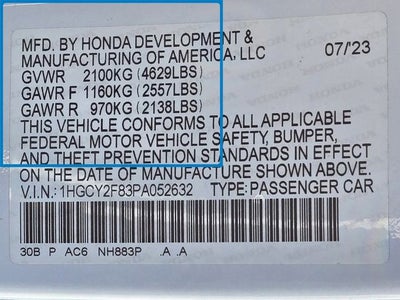 MFD. BY HONDA DEVELOPMENT &
MANUFACTURING OF AMERICA, LLC 07/'23
GVWR 2100KG (4629LBS)
GAWR F 1160KG (2557LBS)
GAWR R 970KG (2138LBS)
THIS VEHICLE CONFORMS TO ALL APPLICABLE
FEDERAL MOTOR VEHICLE SAFETY, BUMPER,
AND THEFT PREVENTION STANDARDS IN EFFECT
ON THE DATE OF MANUFACTURE SHOWN ABOVE.
V.I.N.: 1HGCY2F83PA052632 TYPE: PASSENGER CAR
30B P AC6 NH883P .A .A